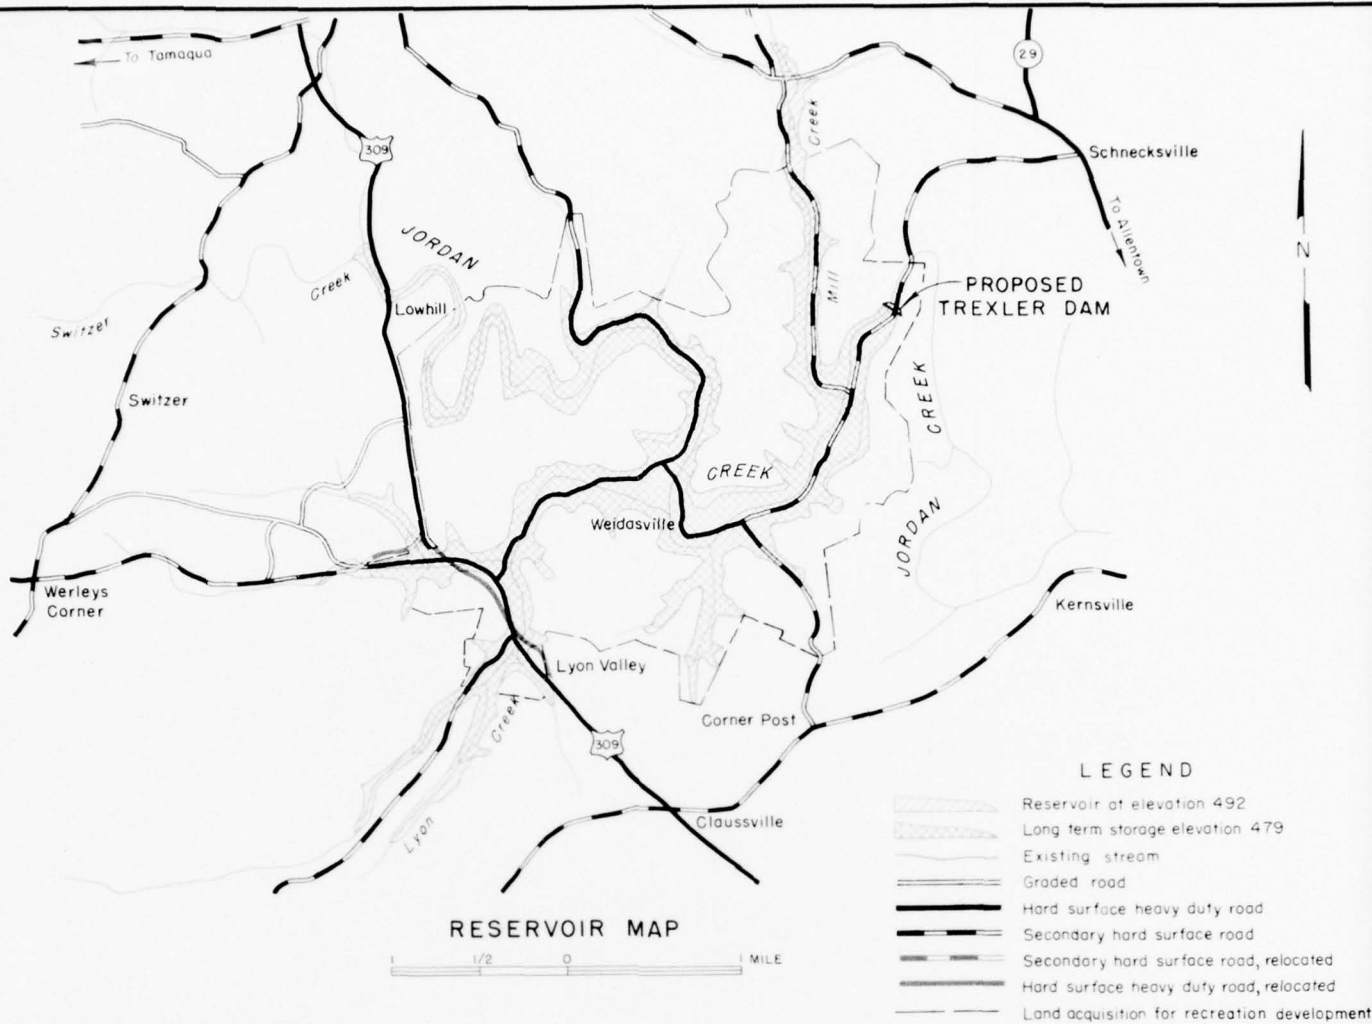 To Tamaqua
29
309
Schnecksville
To Allentown
Creek
JORDAN
Creek
Mill
N
PROPOSED
TREXLER DAM
Lowhill
Switzer
Switzer
CREEK
CREEK
Weidasville
JORDAN
Werleys
Corner
Kernsville
Lyon Valley
Creek
Corner Post
309
Claussville
Lyon
LEGEND
Reservoir at elevation 492
Long term storage elevation 479
Existing stream
Graded road
Hard surface heavy duty road
Secondary hard surface road
Secondary hard surface road, relocated
Hard surface heavy duty road, relocated
Land acquisition for recreation development
RESERVOIR MAP
1 1/2 0 1 MILE